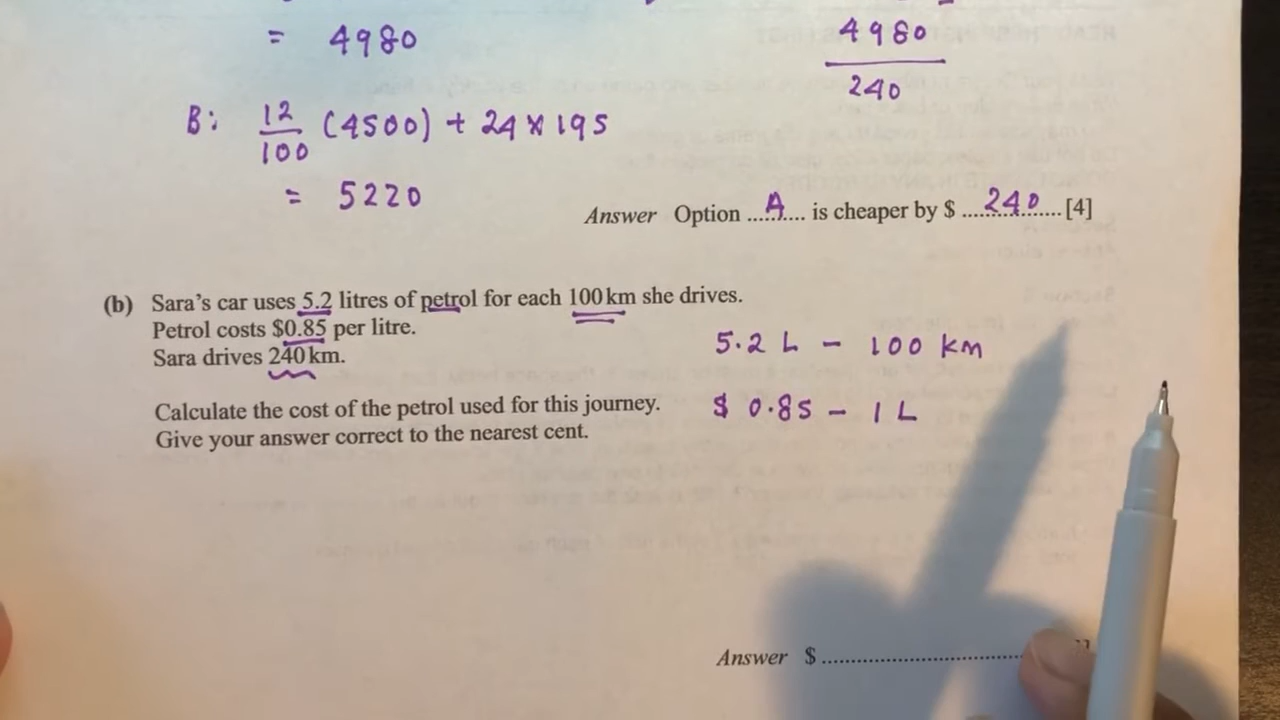 = 4980
4980
240
B: 12/100 (4500) + 24 × 195
= 5220
Answer Option ...A... is cheaper by $ ...240... [4]
(b) Sara's car uses 5.2 litres of petrol for each 100 km she drives.
Petrol costs $0.85 per litre.
Sara drives 240 km.
5.2 L - 100 km
Calculate the cost of the petrol used for this journey.
$ 0.85 - 1 L
Give your answer correct to the nearest cent.
Answer $ ......................................